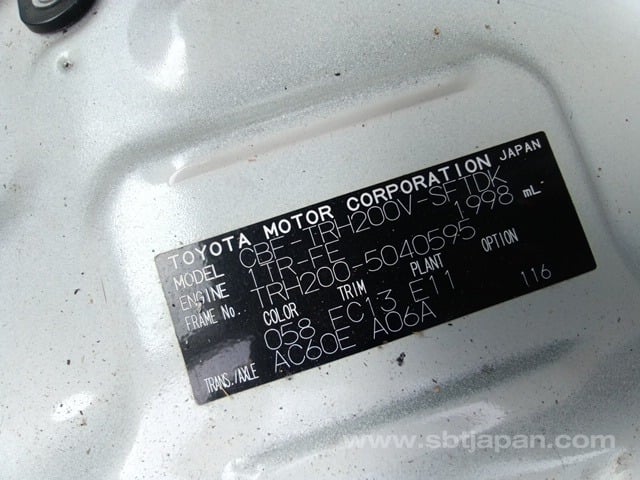 TOYOTA MOTOR CORPORATION JAPAN
MODEL CBF-TRH200V-SFTDK
ENGINE 1TR-FE 1998 mL
FRAME No. TRH200-5040595
COLOR TRIM PLANT OPTION
058 FC13 E11 116
TRANS./AXLE AC60E A06A
www.sbtjapan.com